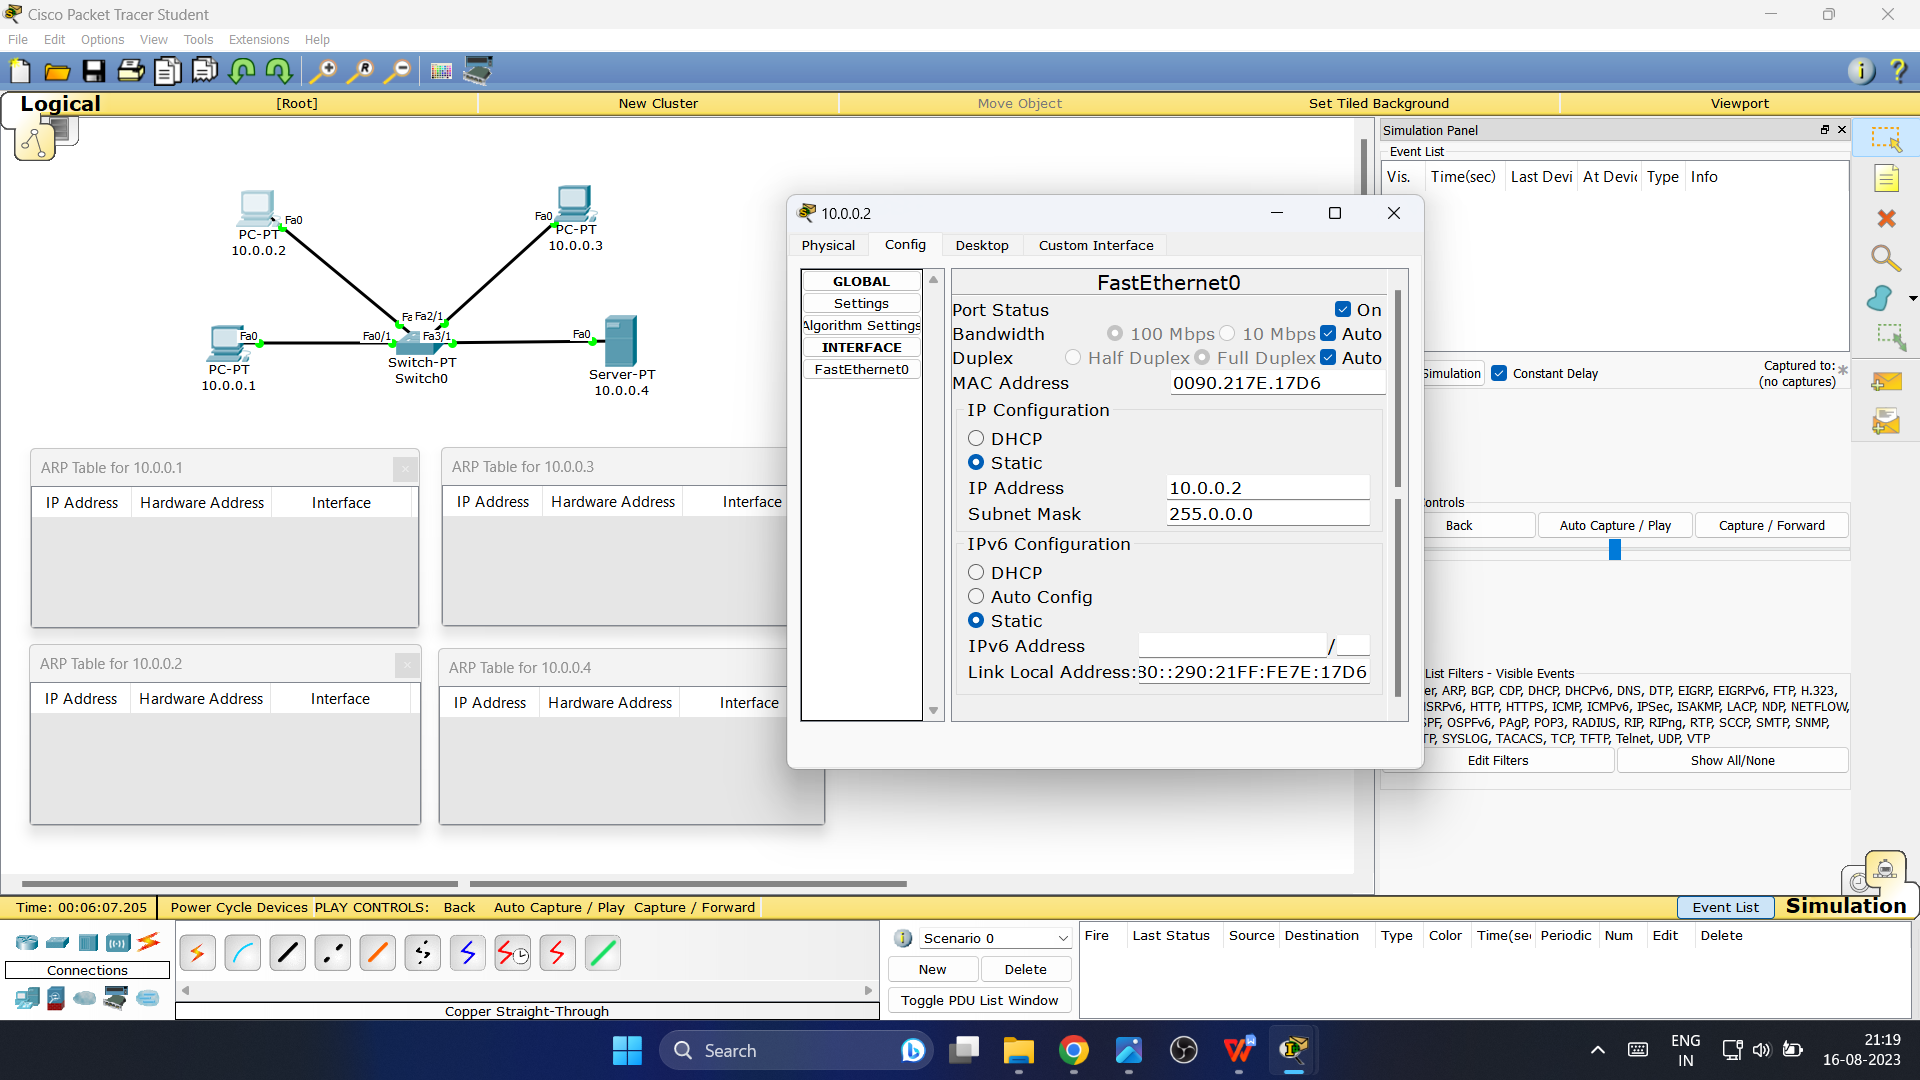 Cisco Packet Tracer Student
File Edit Options View Tools Extensions Help
Logical [Root] New Cluster Move Object Set Tiled Background Viewport
Fa0
PC-PT
10.0.0.2
Fa0
PC-PT
10.0.0.3
Fa2/1
Fa0
Fa0/1
Fa3/1
Fa0
PC-PT
10.0.0.1
Switch-PT
Switch0
Server-PT
10.0.0.4
ARP Table for 10.0.0.1
IP Address Hardware Address Interface
ARP Table for 10.0.0.3
IP Address Hardware Address Interface
ARP Table for 10.0.0.2
IP Address Hardware Address Interface
ARP Table for 10.0.0.4
IP Address Hardware Address Interface
10.0.0.2
Physical Config Desktop Custom Interface
GLOBAL
Settings
Algorithm Settings
INTERFACE
FastEthernet0
FastEthernet0
Port Status On
Bandwidth 100 Mbps 10 Mbps Auto
Duplex Half Duplex Full Duplex Auto
MAC Address 0090.217E.17D6
IP Configuration
DHCP
Static
IP Address 10.0.0.2
Subnet Mask 255.0.0.0
IPv6 Configuration
DHCP
Auto Config
Static
IPv6 Address /
Link Local Address: 80::290:21FF:FE7E:17D6
Simulation Panel
Event List
Vis. Time(sec) Last Devi At Devic Type Info
Simulation Constant Delay Captured to: *
(no captures)
ontrols
Back Auto Capture / Play Capture / Forward
List Filters - Visible Events
er, ARP, BGP, CDP, DHCP, DHCPv6, DNS, DTP, EIGRP, EIGRPv6, FTP, H.323,
SRPv6, HTTP, HTTPS, ICMP, ICMPv6, IPSec, ISAKMP, LACP, NDP, NETFLOW,
PF, OSPFv6, PAgP, POP3, RADIUS, RIP, RIPng, RTP, SCCP, SMTP, SNMP,
TP, SYSLOG, TACACS, TCP, TFTP, Telnet, UDP, VTP
Edit Filters Show All/None
Time: 00:06:07.205 Power Cycle Devices PLAY CONTROLS: Back Auto Capture / Play Capture / Forward Event List Simulation
Connections
Copper Straight-Through
Scenario 0
New Delete
Toggle PDU List Window
Fire Last Status Source Destination Type Color Time(sec Periodic Num Edit Delete
Search
ENG
IN
21:19
16-08-2023